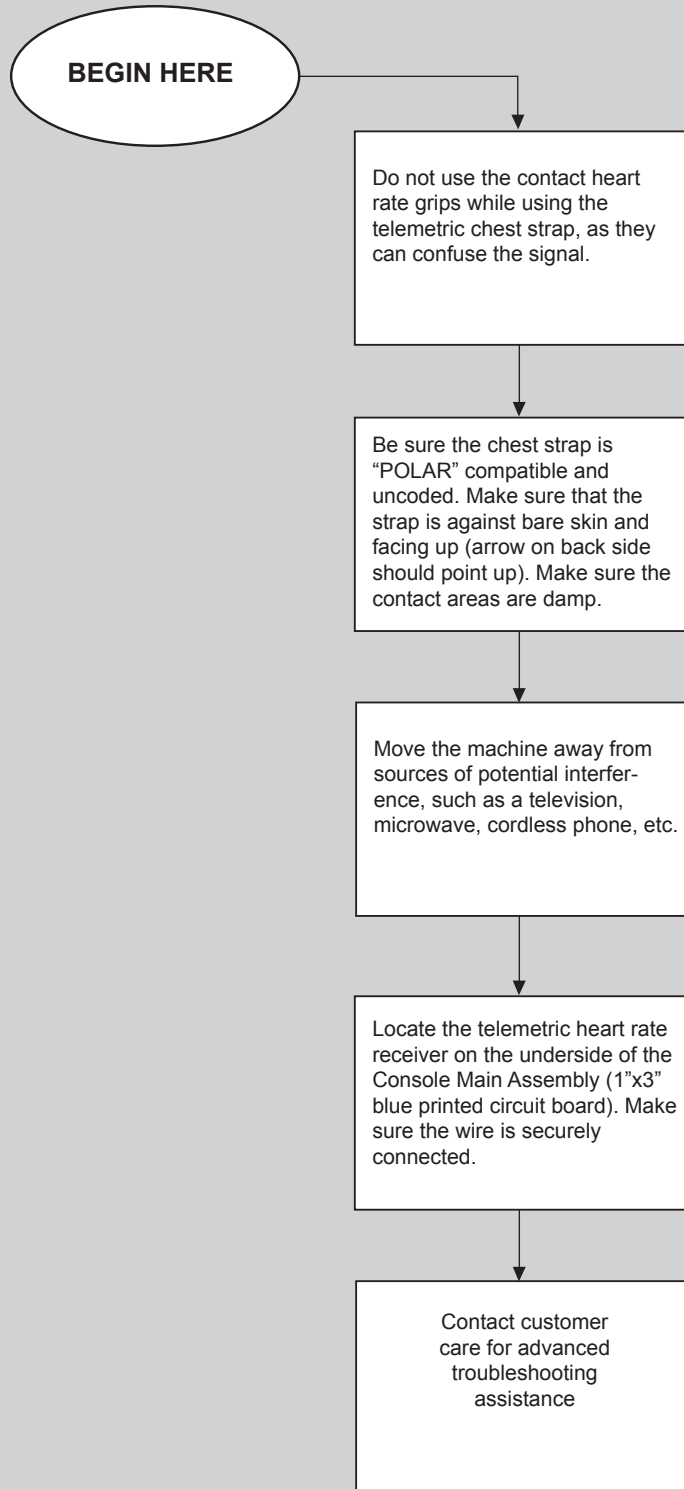 BEGIN HERE
Do not use the contact heart
rate grips while using the
telemetric chest strap, as they
can confuse the signal.
Be sure the chest strap is
“POLAR” compatible and
uncoded. Make sure that the
strap is against bare skin and
facing up (arrow on back side
should point up). Make sure the
contact areas are damp.
Move the machine away from
sources of potential interfer-
ence, such as a television,
microwave, cordless phone, etc.
Locate the telemetric heart rate
receiver on the underside of the
Console Main Assembly (1”x3”
blue printed circuit board). Make
sure the wire is securely
connected.
Contact customer
care for advanced
troubleshooting
assistance